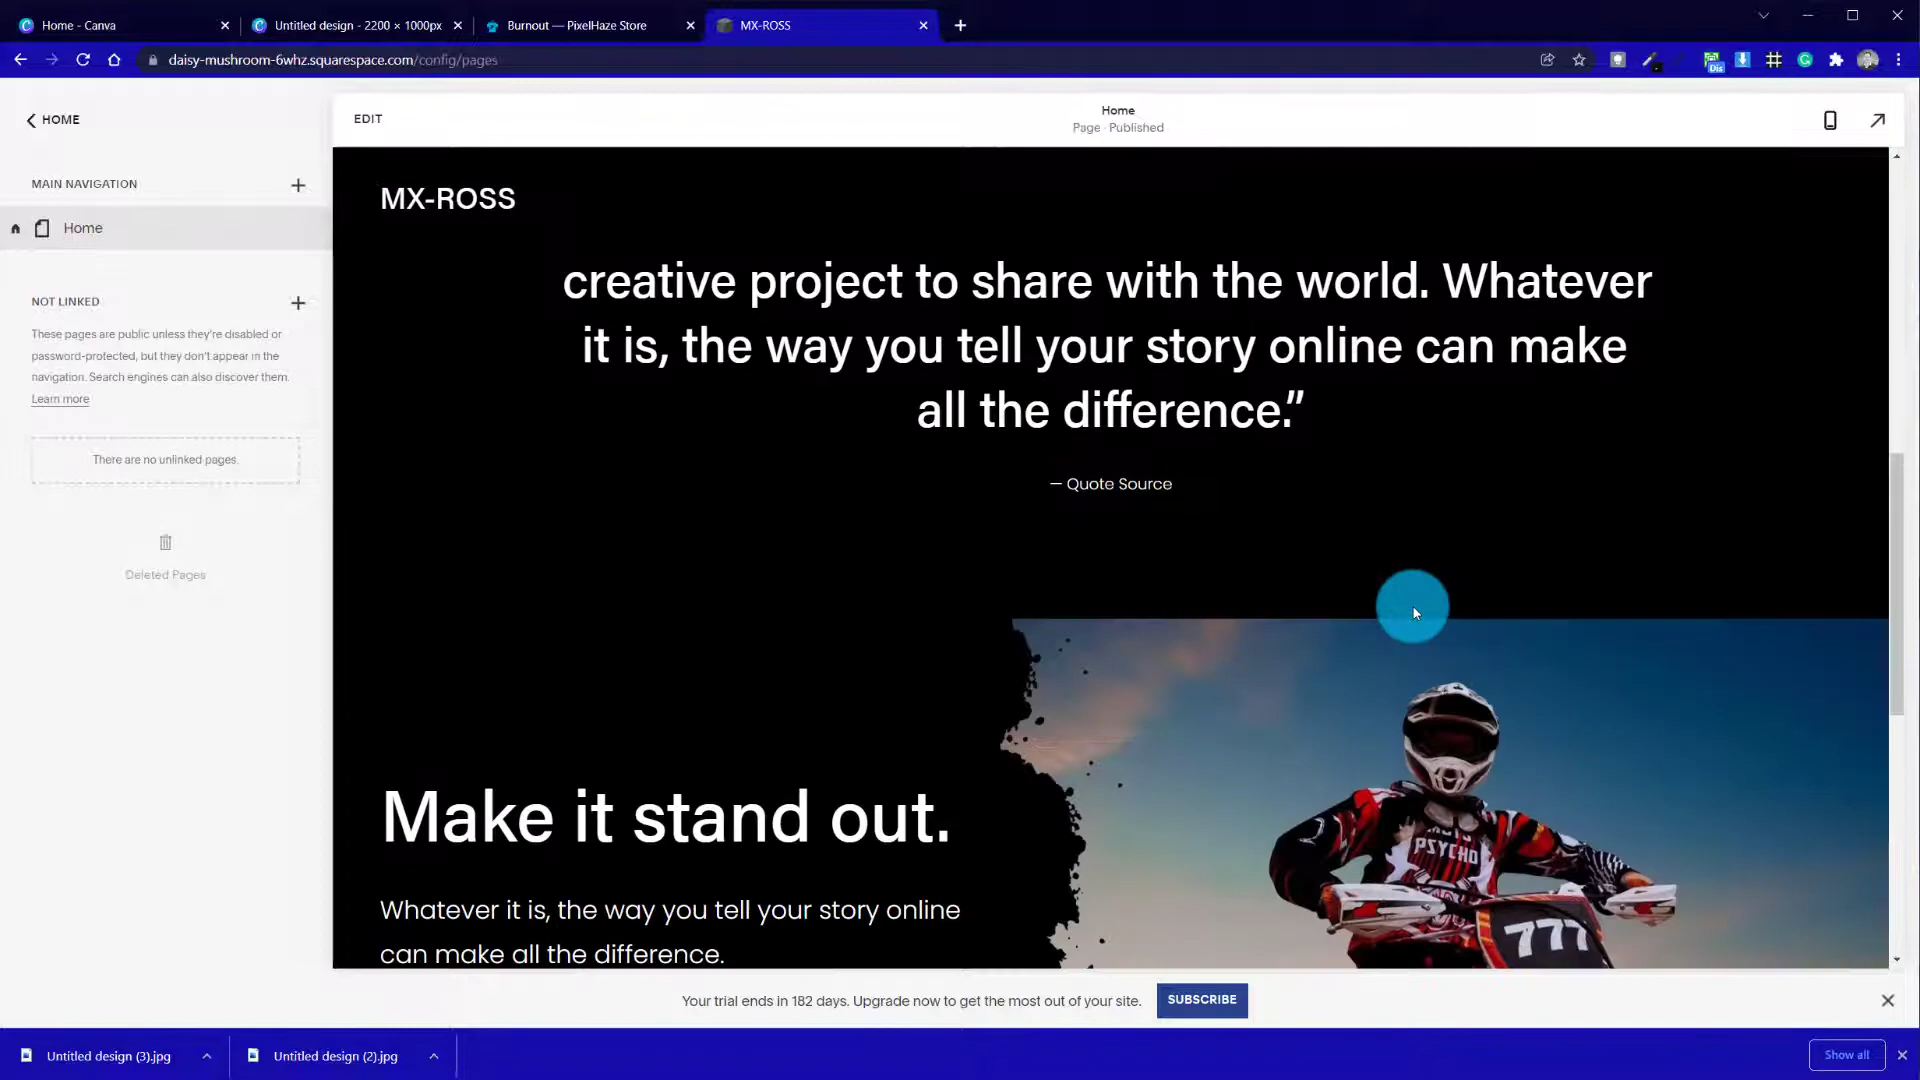 Home - Canva
Untitled design - 2200 × 1000px
Burnout — PixelHaze Store
MX-ROSS
daisy-mushroom-6whz.squarespace.com/config/pages
Dis
HOME
EDIT
Home
Page · Published
MAIN NAVIGATION
Home
NOT LINKED
These pages are public unless they're disabled or
password-protected, but they don't appear in the
navigation. Search engines can also discover them.
Learn more
There are no unlinked pages.
Deleted Pages
MX-ROSS
creative project to share with the world. Whatever
it is, the way you tell your story online can make
all the difference.”
— Quote Source
Make it stand out.
Whatever it is, the way you tell your story online
can make all the difference.
PSYCHO
777
Your trial ends in 182 days. Upgrade now to get the most out of your site.
SUBSCRIBE
Untitled design (3).jpg
Untitled design (2).jpg
Show all